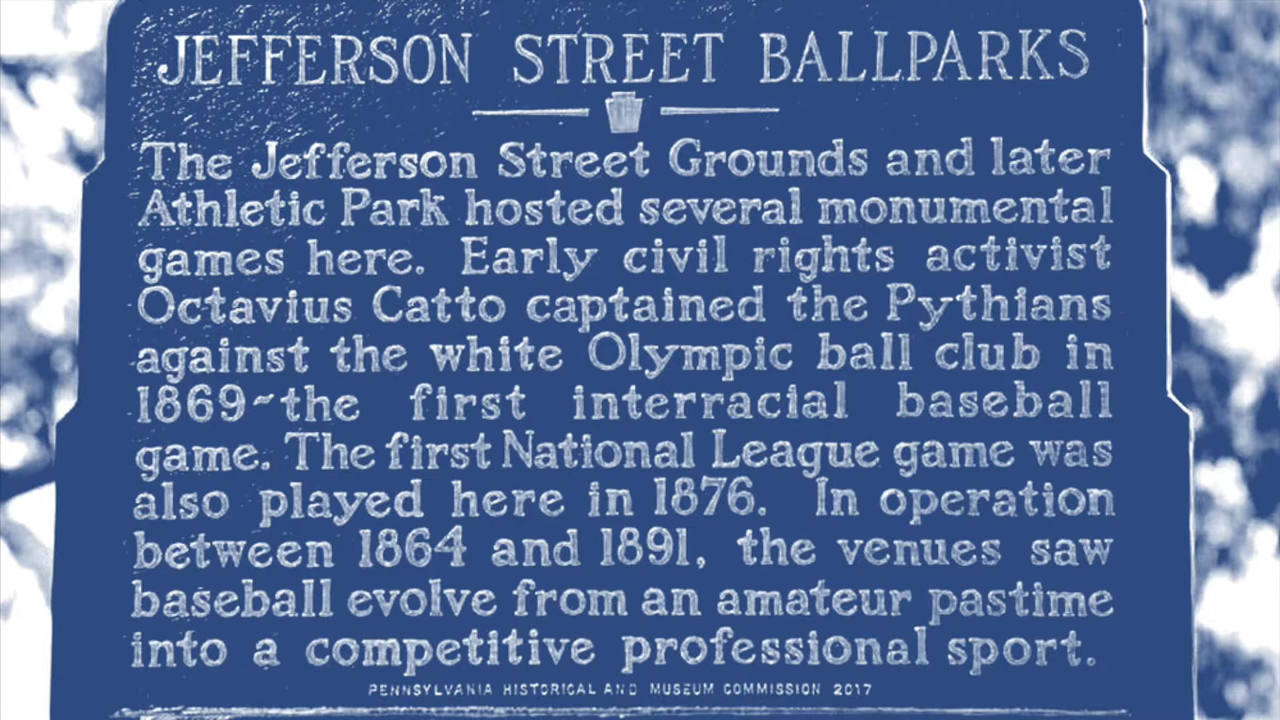 JEFFERSON STREET BALLPARKS
The Jefferson Street Grounds and later
Athletic Park hosted several monumental
games here. Early civil rights activist
Octavius Catto captained the Pythians
against the white Olympic ball club in
1869~the first interracial baseball
game. The first National League game was
also played here in 1876. In operation
between 1864 and 1891, the venues saw
baseball evolve from an amateur pastime
into a competitive professional sport.
PENNSYLVANIA HISTORICAL AND MUSEUM COMMISSION 2017